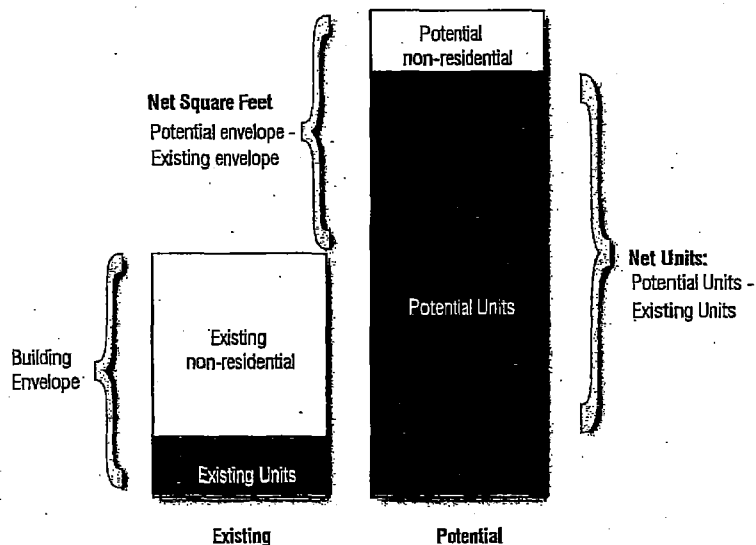 Potential
non-residential
Net Square Feet
Potential envelope -
Existing envelope
Net Units:
Potential Units -
Existing Units
Potential Units
Existing
non-residential
Building
Envelope
Existing Units
Existing
Potential